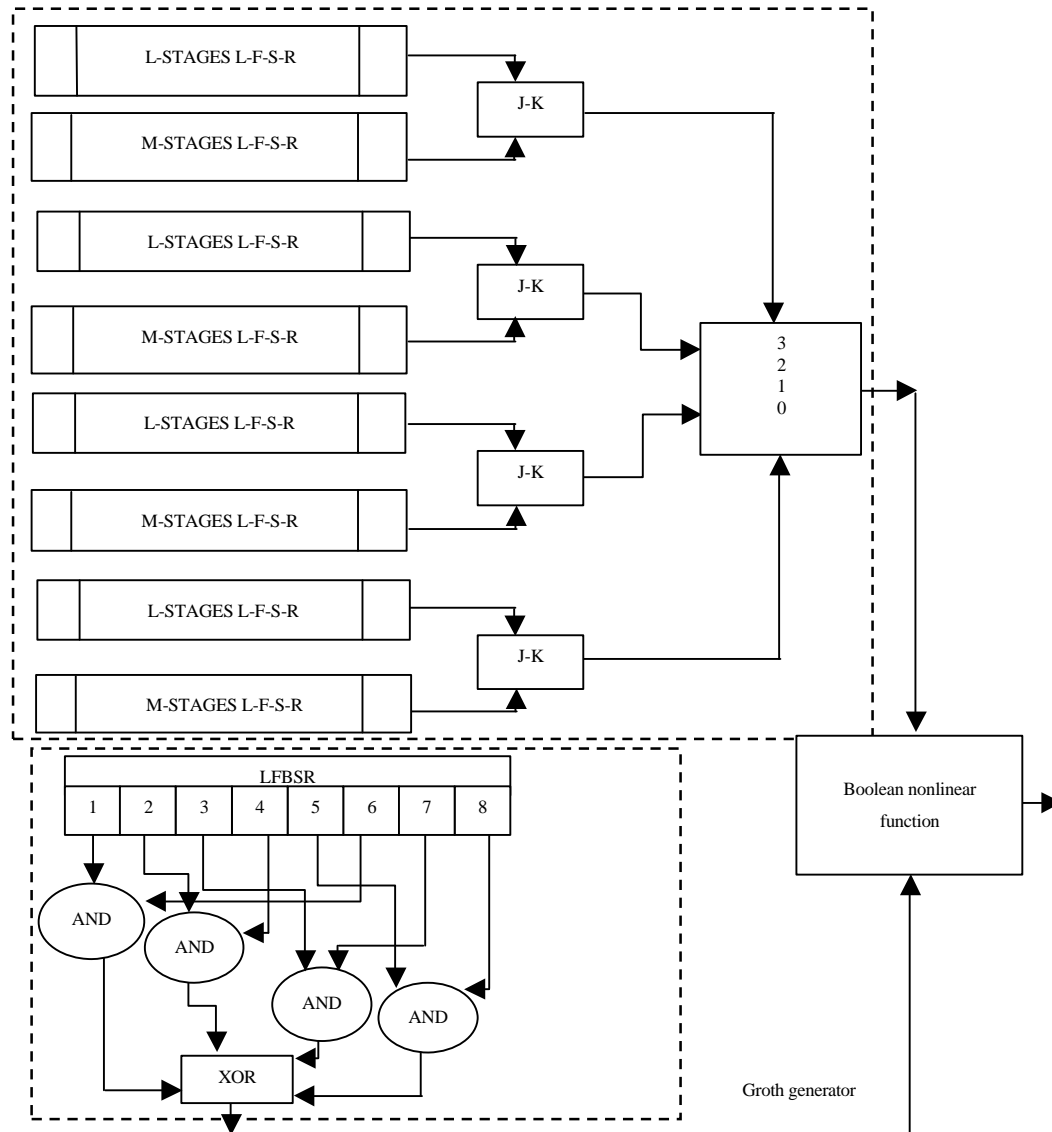 L-STAGES L-F-S-R
J-K
M-STAGES L-F-S-R
L-STAGES L-F-S-R
J-K
M-STAGES L-F-S-R
3
2
1
0
L-STAGES L-F-S-R
J-K
M-STAGES L-F-S-R
L-STAGES L-F-S-R
J-K
M-STAGES L-F-S-R
LFBSR
1 2 3 4 5 6 7 8
Boolean nonlinear
function
AND
AND
AND
AND
XOR
Groth generator